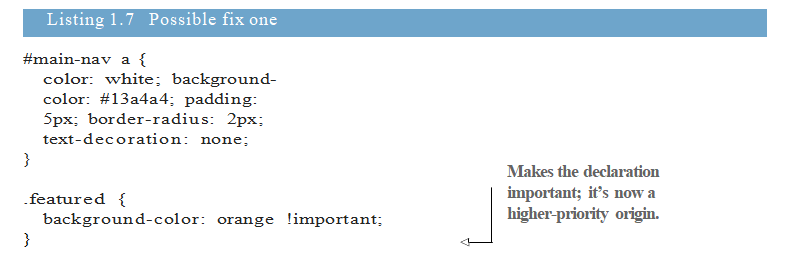 Listing 1.7 Possible fix one
#main-nav a {
color: white; background-
color: #13a4a4; padding:
5px; border-radius: 2px;
text-decoration: none;
}
.featured {
background-color: orange !important;
}
Makes the declaration
important; it’s now a
higher-priority origin.